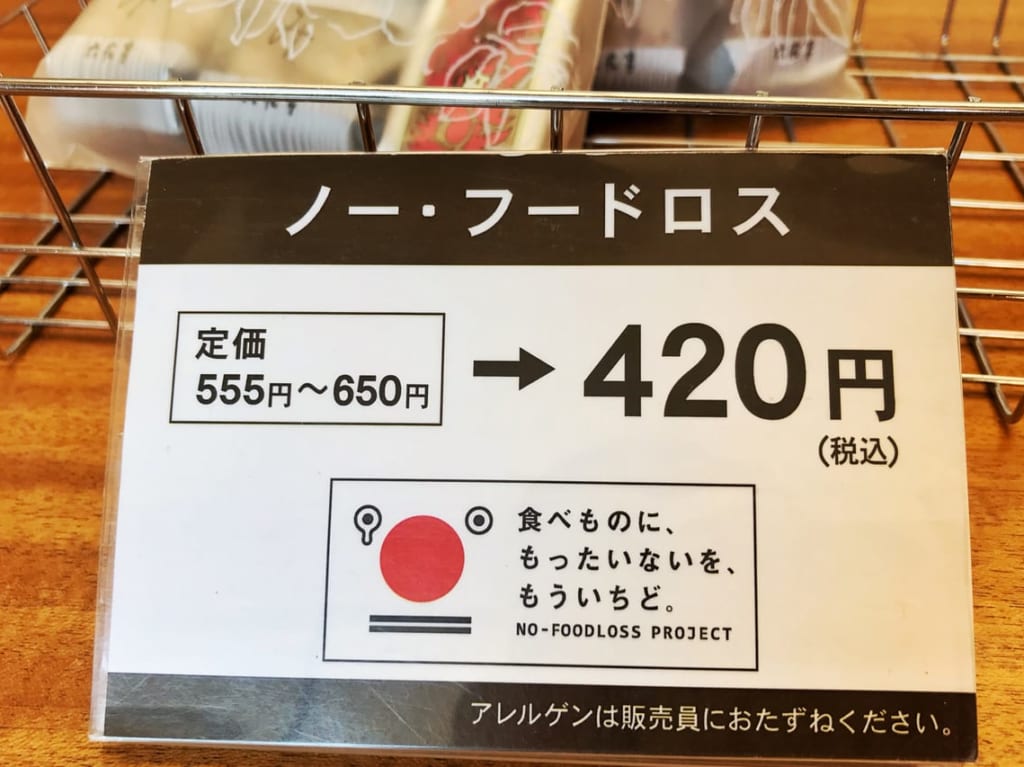 ノー・フードロス
定価
555円～650円
→ 420円
(税込)
食べものに、
もったいないを、
もういちど。
NO-FOODLOSS PROJECT
アレルゲンは販売員におたずねください。